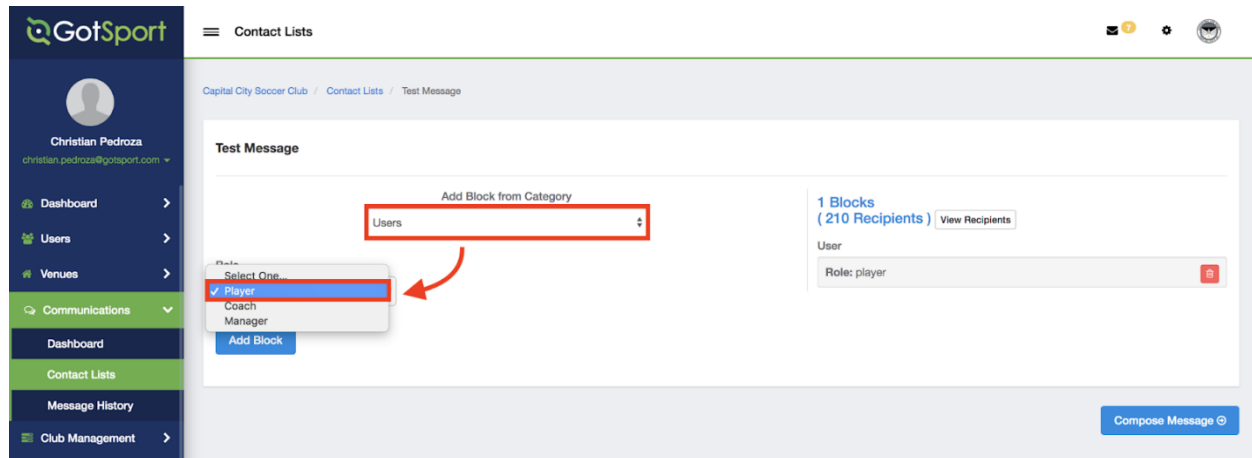 GotSport
Contact Lists
7
Christian Pedroza
christian.pedroza@gotsport.com
Dashboard
Users
Venues
Communications
Dashboard
Contact Lists
Message History
Club Management
Capital City Soccer Club / Contact Lists / Test Message
Test Message
Add Block from Category
Users
Role
Select One...
✓ Player
Coach
Manager
Add Block
1 Blocks
( 210 Recipients ) View Recipients
User
Role: player
Compose Message